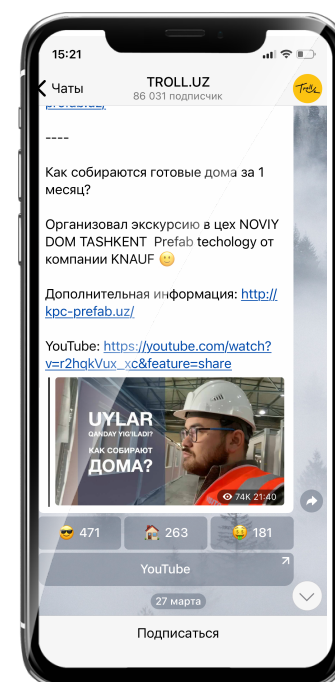 15:21
Чаты
TROLL.UZ
86 031 подписчик
Trolls
prefab.uz/
----
Как собираются готовые дома за 1
месяц?
Организовал экскурсию в цех NOVIY
DOM TASHKENT Prefab techology от
компании KNAUF 🙂
Дополнительная информация: http://
kpc-prefab.uz/
YouTube: https://youtube.com/watch?
v=r2hqkVux_xc&feature=share
UYLAR
QANDAY YIG'ILADI?
КАК СОБИРАЮТ
ДОМА?
74K 21:40
😎 471
🏠 263
🤑 181
YouTube
27 марта
Подписаться